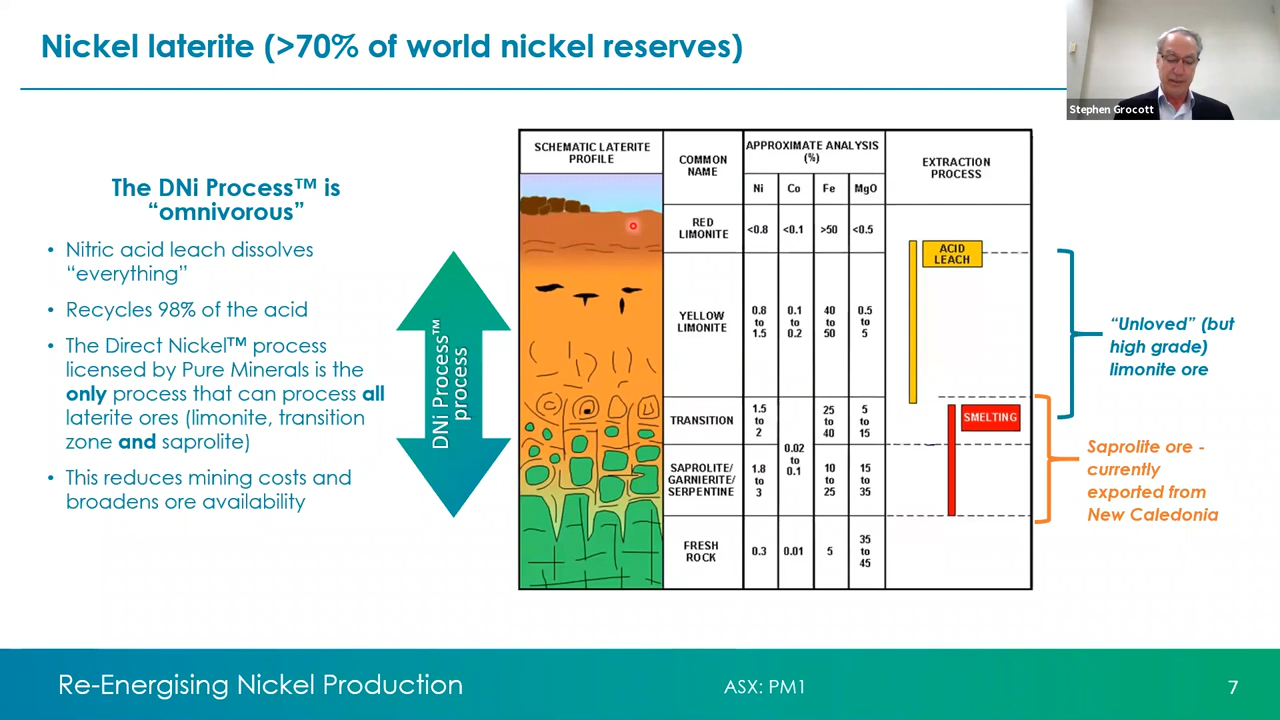 Nickel laterite (>70% of world nickel reserves)
Stephen Grocott
The DNi Process™ is
“omnivorous”
• Nitric acid leach dissolves
“everything”
• Recycles 98% of the acid
• The Direct Nickel™ process
licensed by Pure Minerals is the
only process that can process all
laterite ores (limonite, transition
zone and saprolite)
• This reduces mining costs and
broadens ore availability
DNi Process™
process
SCHEMATIC LATERITE
PROFILE
COMMON
NAME
APPROXIMATE ANALYSIS
(%)
Ni Co Fe MgO
EXTRACTION
PROCESS
RED
LIMONITE
<0.8 <0.1 >50 <0.5
YELLOW
LIMONITE
0.8 0.1 40 0.5
to to to to
1.5 0.2 50 5
TRANSITION
1.5 25 5
to to to
2 40 15
0.02
to
0.1
SAPROLITE/
GARNIERITE/
SERPENTINE
1.8 10 15
to to to
3 25 35
FRESH
ROCK
0.3 0.01 5
35
to
45
ACID
LEACH
SMELTING
“Unloved” (but
high grade)
limonite ore
Saprolite ore -
currently
exported from
New Caledonia
Re-Energising Nickel Production
ASX: PM1
7